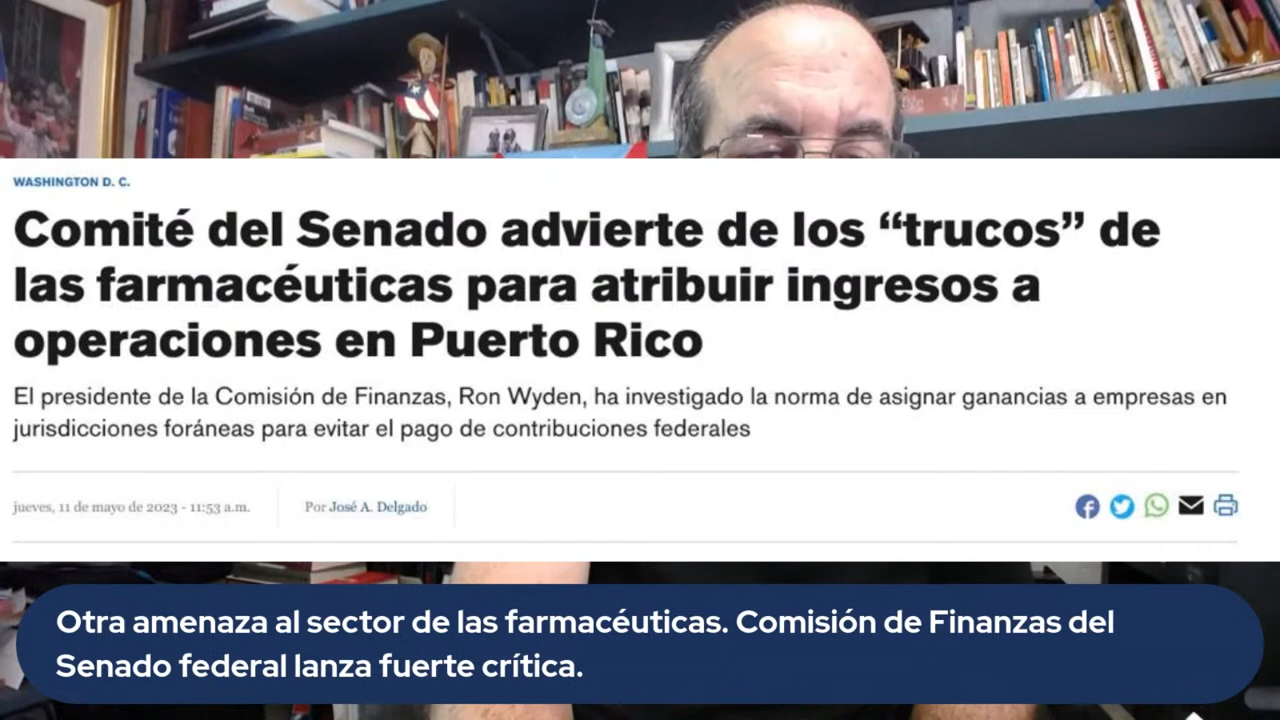 WASHINGTON D. C.
Comité del Senado advierte de los “trucos” de
las farmacéuticas para atribuir ingresos a
operaciones en Puerto Rico
El presidente de la Comisión de Finanzas, Ron Wyden, ha investigado la norma de asignar ganancias a empresas en
jurisdicciones foráneas para evitar el pago de contribuciones federales
jueves, 11 de mayo de 2023 - 11:53 a.m.
Por José A. Delgado
Otra amenaza al sector de las farmacéuticas. Comisión de Finanzas del
Senado federal lanza fuerte crítica.